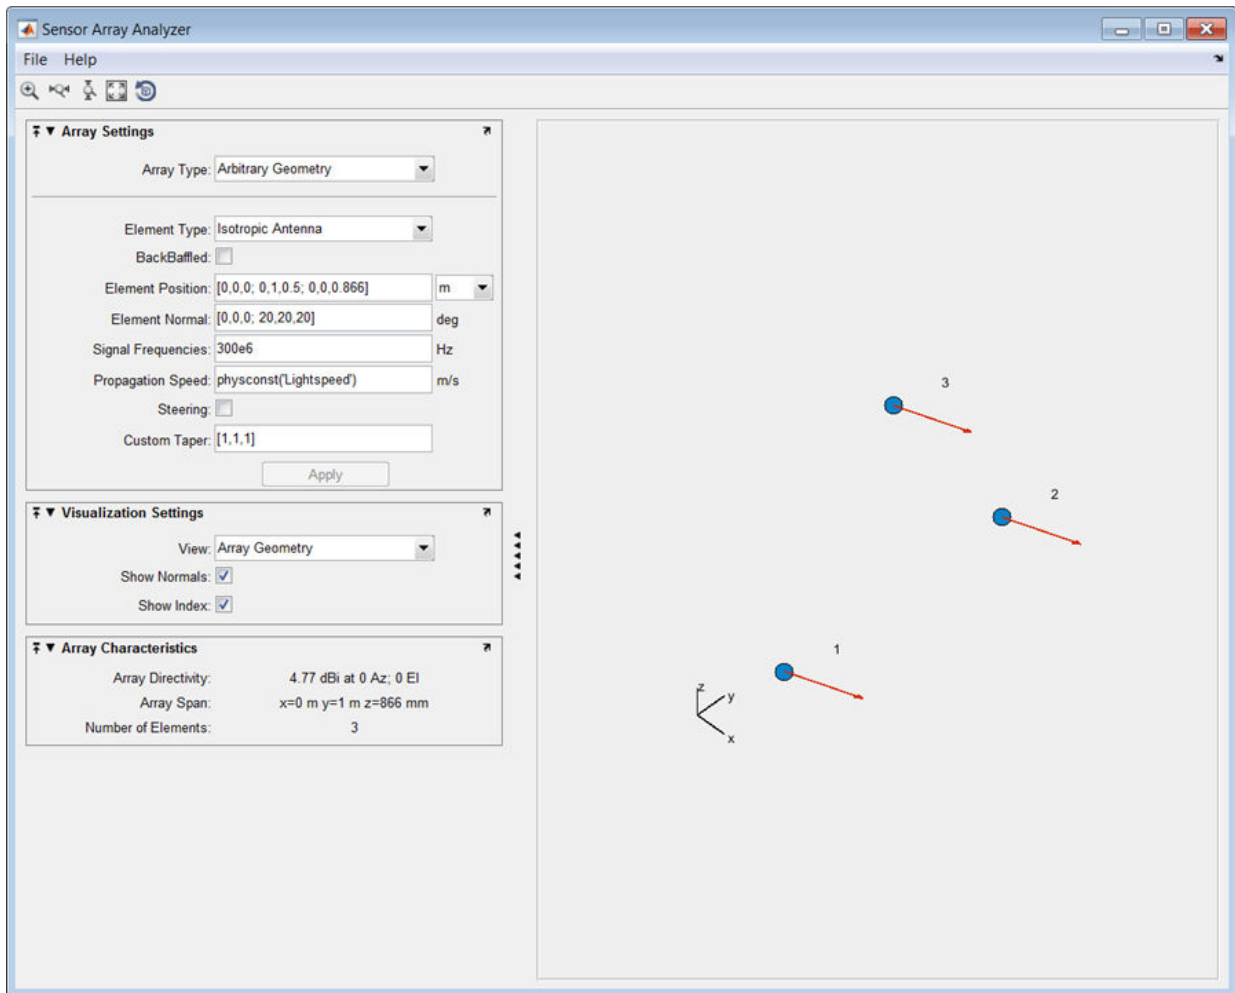 Sensor Array Analyzer
File Help
Array Settings
Array Type: Arbitrary Geometry
Element Type: Isotropic Antenna
BackBaffled:
Element Position: [0,0,0; 0,1,0.5; 0,0,0.866] m
Element Normal: [0,0,0; 20,20,20] deg
Signal Frequencies: 300e6 Hz
Propagation Speed: physconst('Lightspeed') m/s
Steering:
Custom Taper: [1,1,1]
Apply
Visualization Settings
View: Array Geometry
Show Normals:
Show Index:
Array Characteristics
Array Directivity: 4.77 dBi at 0 Az; 0 El
Array Span: x=0 m y=1 m z=866 mm
Number of Elements: 3
3
2
1
z
y
x